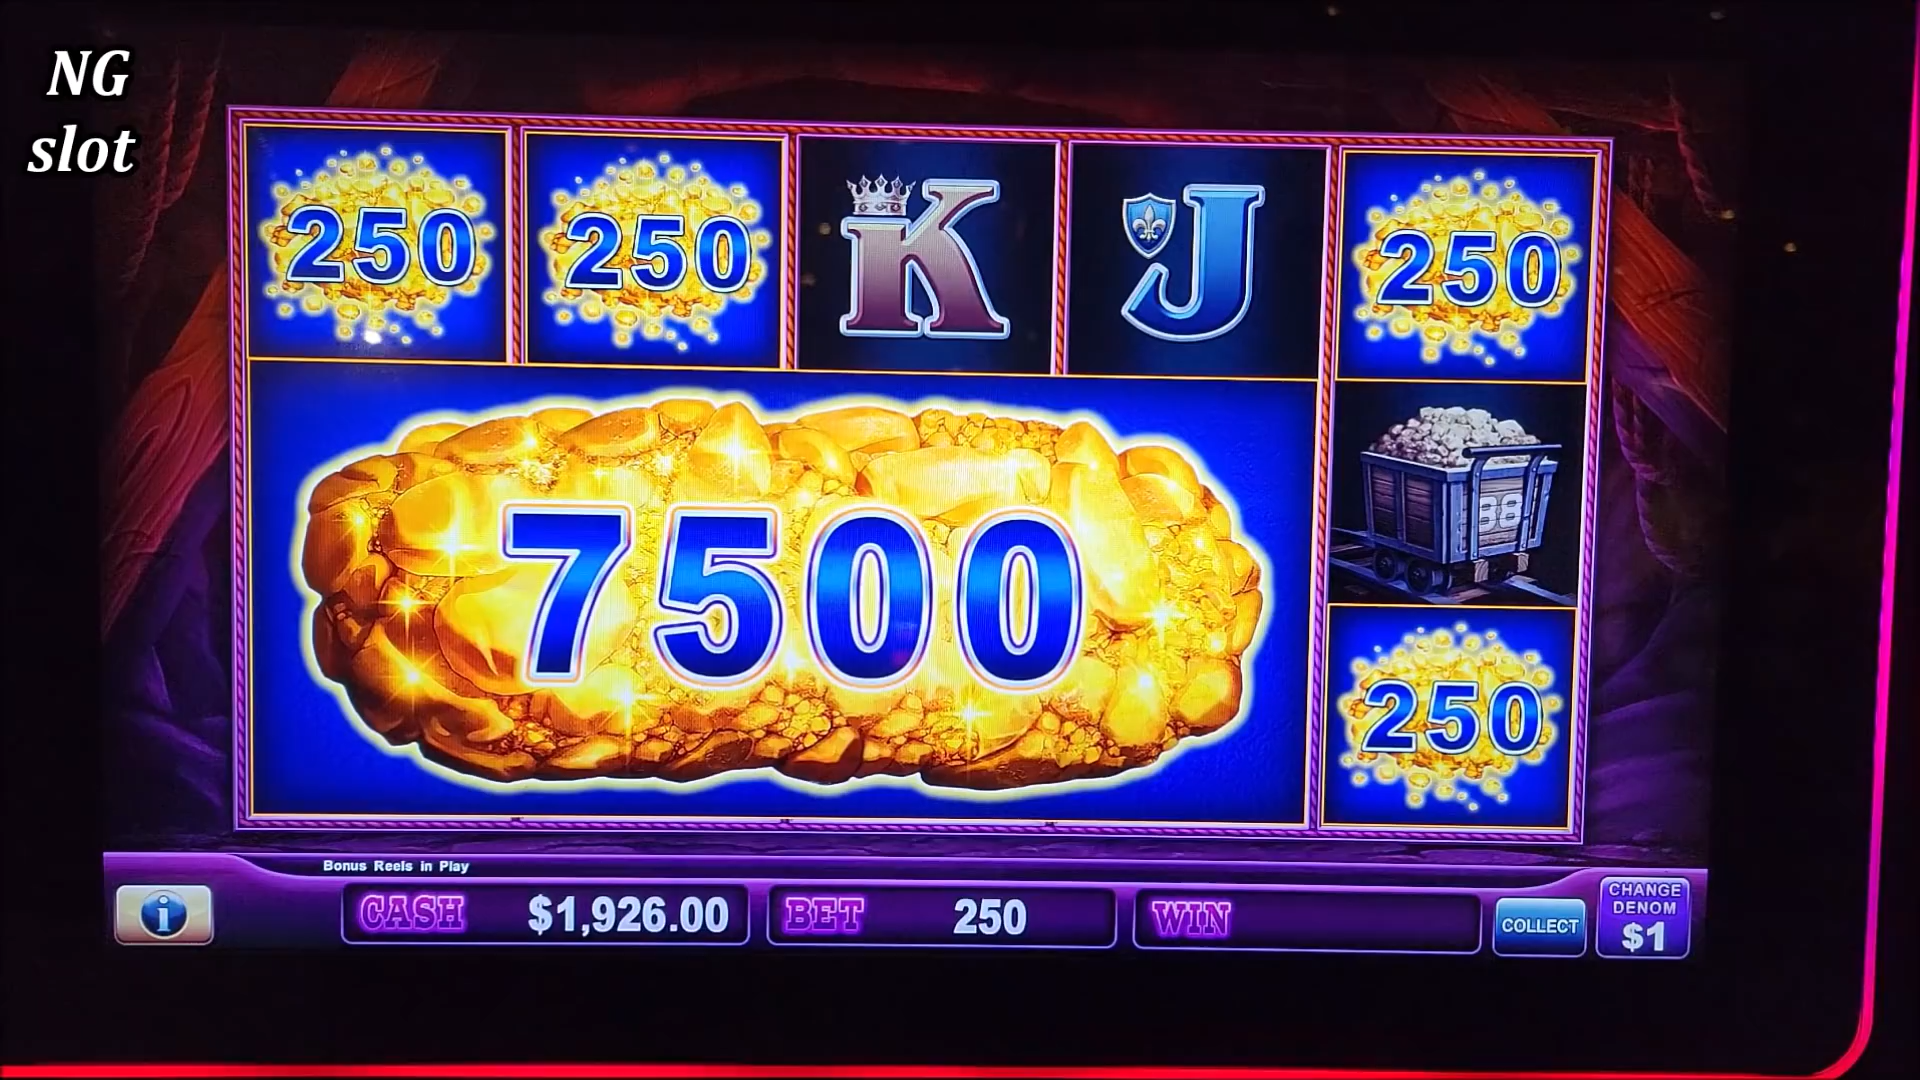 NG
slot
250
250
K
J
250
7500
88
250
Bonus Reels in Play
CASH $1,926.00
BET 250
WIN
COLLECT
CHANGE
DENOM
$1